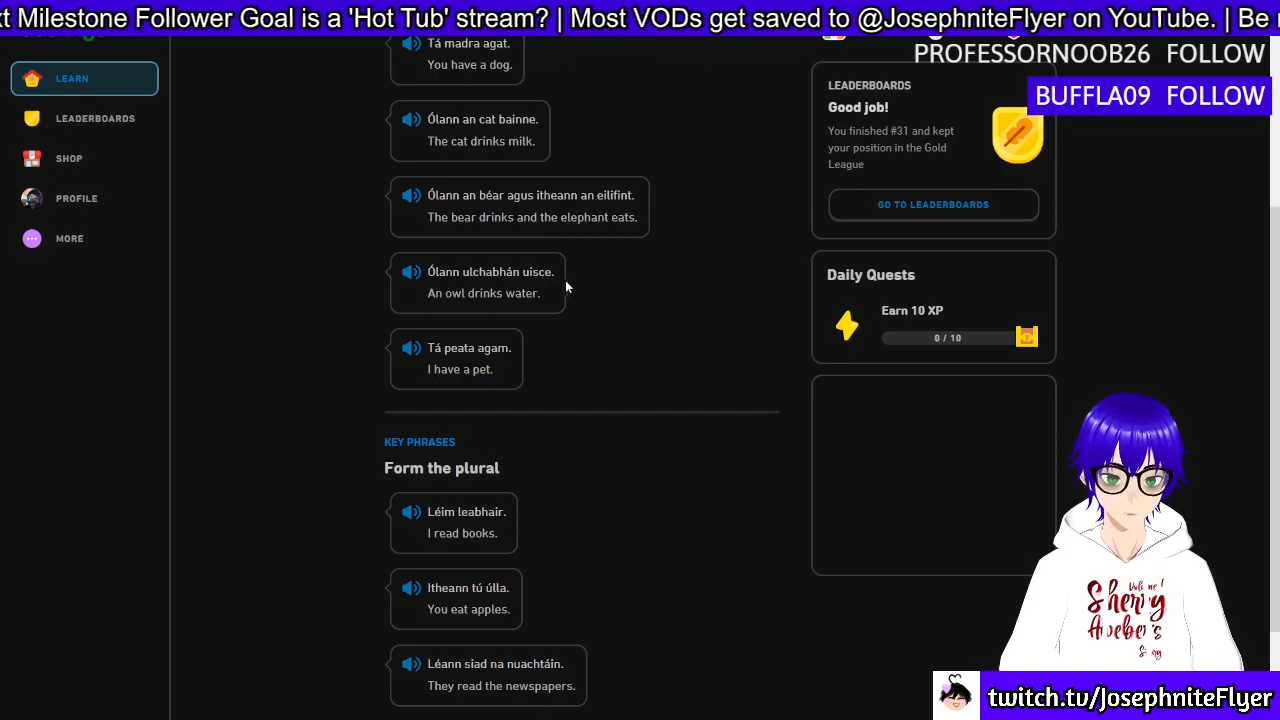 t Milestone Follower Goal is a 'Hot Tub' stream? | Most VODs get saved to @JosephniteFlyer on YouTube. | Be
PROFESSORNOOB26 FOLLOW
BUFFLA09 FOLLOW
LEARN
LEADERBOARDS
SHOP
PROFILE
MORE
Tá madra agat.
You have a dog.
Ólann an cat bainne.
The cat drinks milk.
Ólann an béar agus itheann an eilifint.
The bear drinks and the elephant eats.
Ólann ulchabhán uisce.
An owl drinks water.
Tá peata agam.
I have a pet.
KEY PHRASES
Form the plural
Léim leabhair.
I read books.
Itheann tú úlla.
You eat apples.
Léann siad na nuachtáin.
They read the newspapers.
LEADERBOARDS
Good job!
You finished #31 and kept
your position in the Gold
League
GO TO LEADERBOARDS
Daily Quests
Earn 10 XP
0 / 10
Sherry
twitch.tv/JosephniteFlyer